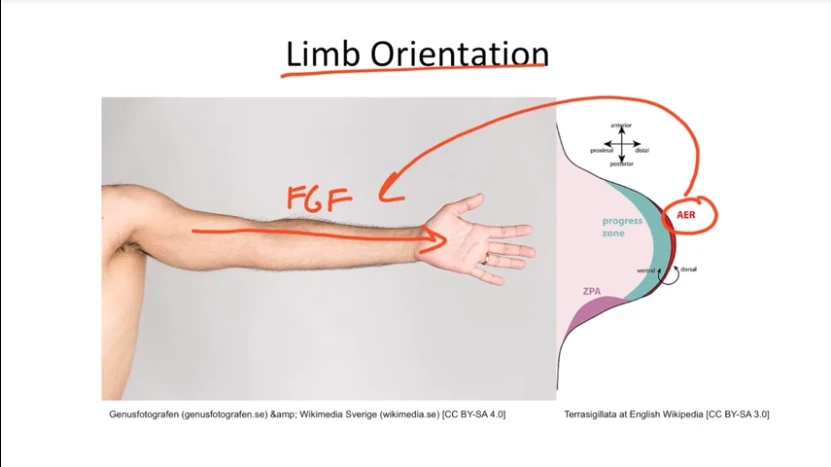 Limb Orientation
FGF
anterior
proximal
distal
posterior
AER
progress
zone
ventral
dorsal
ZPA
Genusfotografen (genusfotografen.se) &amp; Wikimedia Sverige (wikimedia.se) [CC BY-SA 4.0]
Terrasigillata at English Wikipedia [CC BY-SA 3.0]